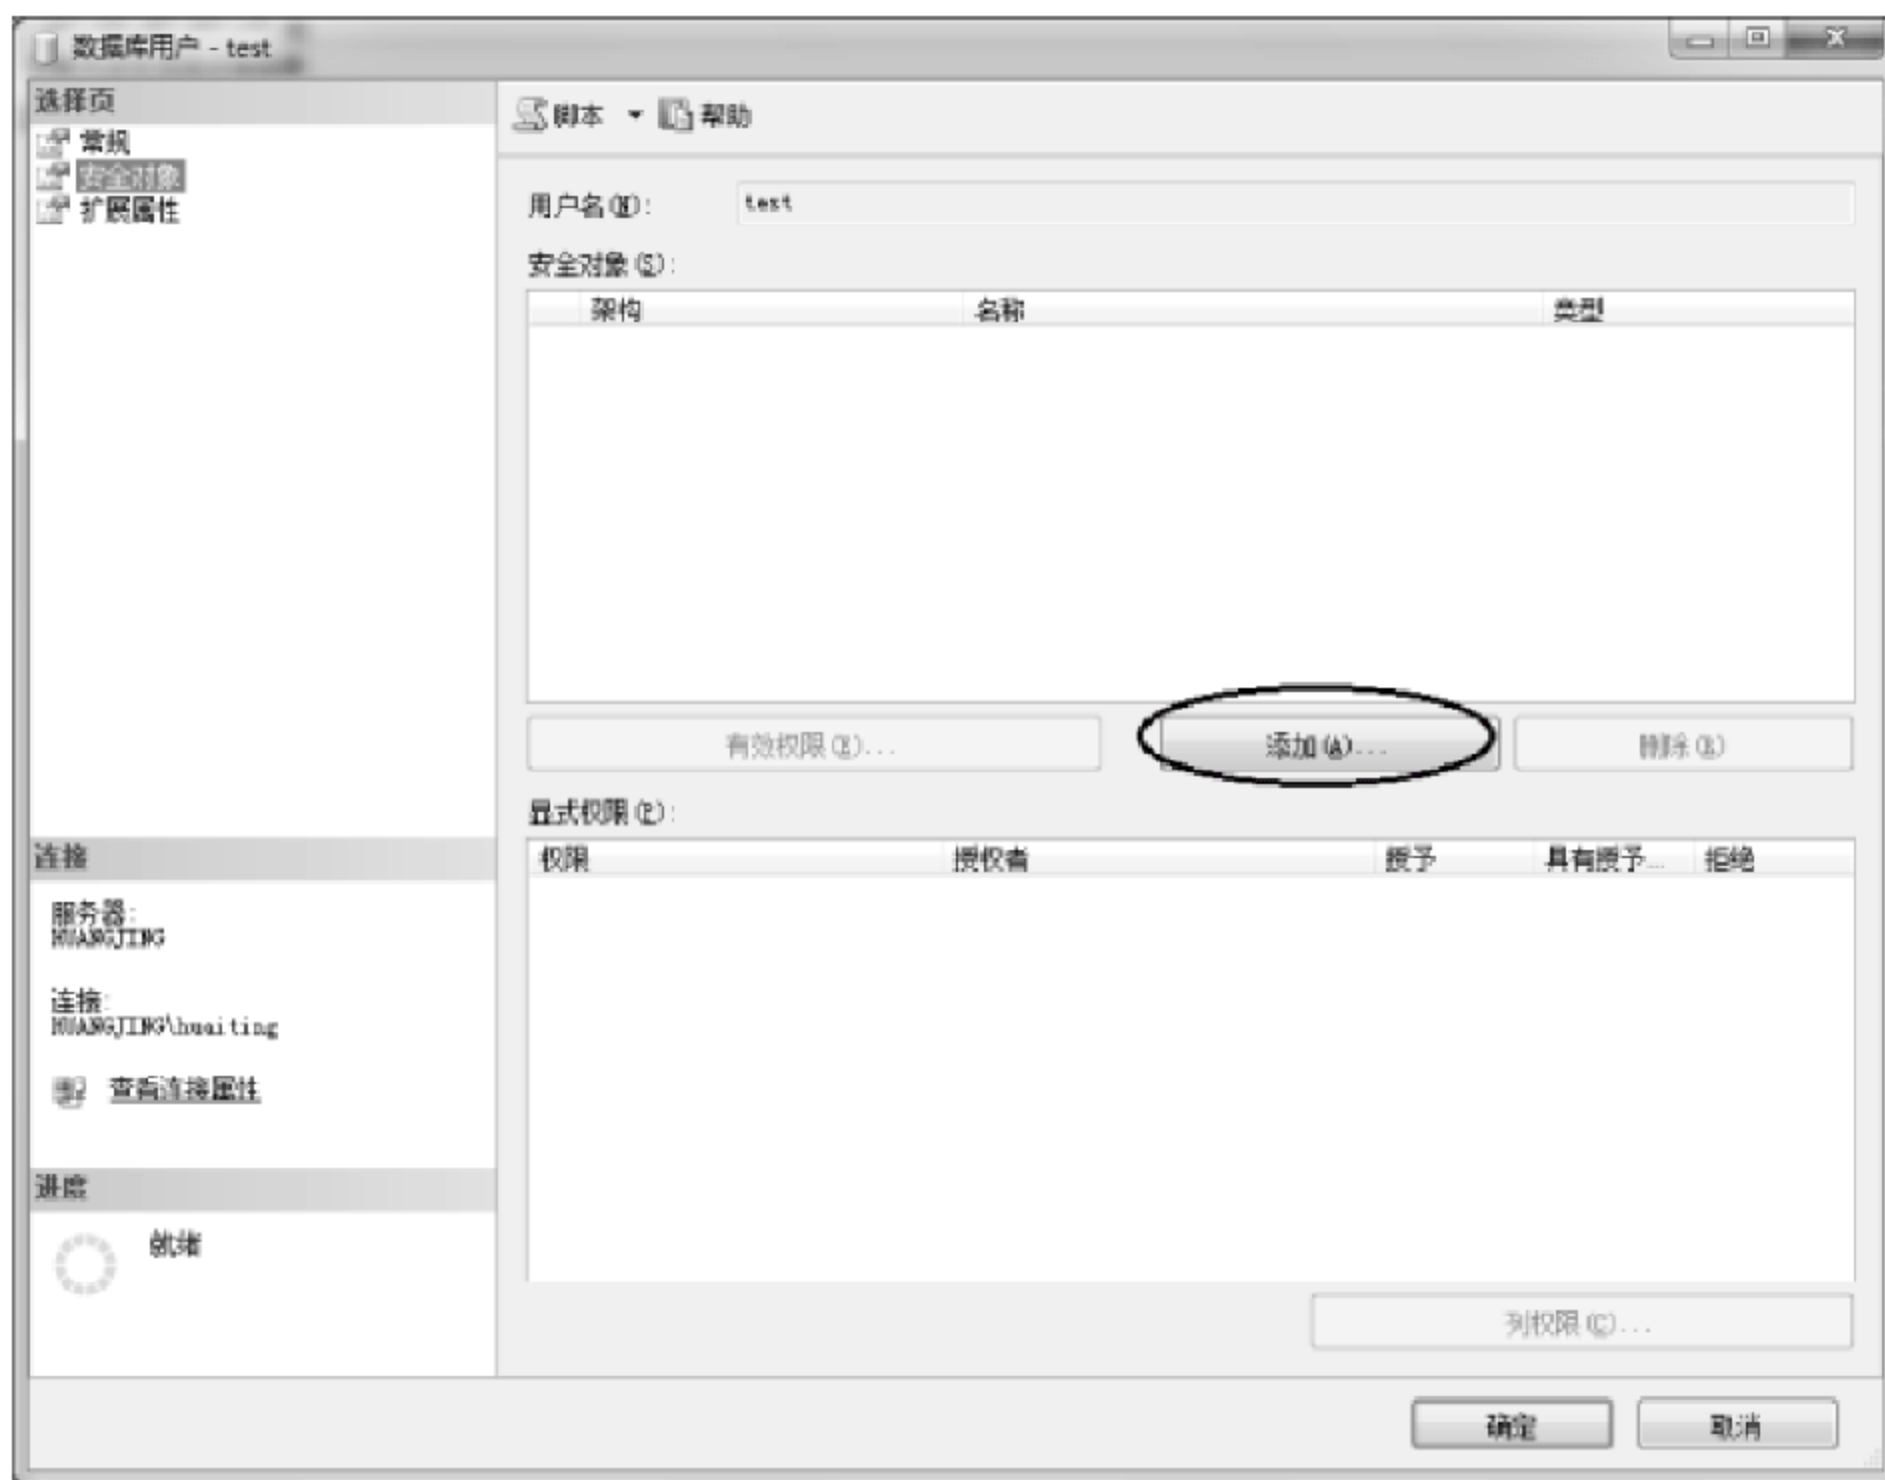 数据库用户 - test
选择页
常规
安全对象
扩展属性
脚本
帮助
用户名(N):
test
安全对象(S):
架构
名称
类型
有效权限(E)...
添加(A)...
删除(R)
显式权限(P):
权限
授权者
授予
具有授予...
拒绝
连接
服务器:
HUANGJING
连接:
HUANGJING\huaiting
查看连接属性
进度
就绪
列权限(C)...
确定
取消